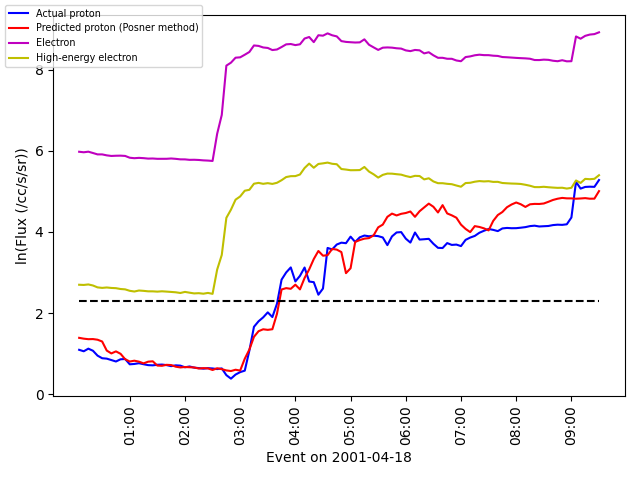 Actual proton
Predicted proton (Posner method)
Electron
High-energy electron
8
6
4
2
0
ln(Flux (/cc/s/sr))
01:00
02:00
03:00
04:00
05:00
06:00
07:00
08:00
09:00
Event on 2001-04-18